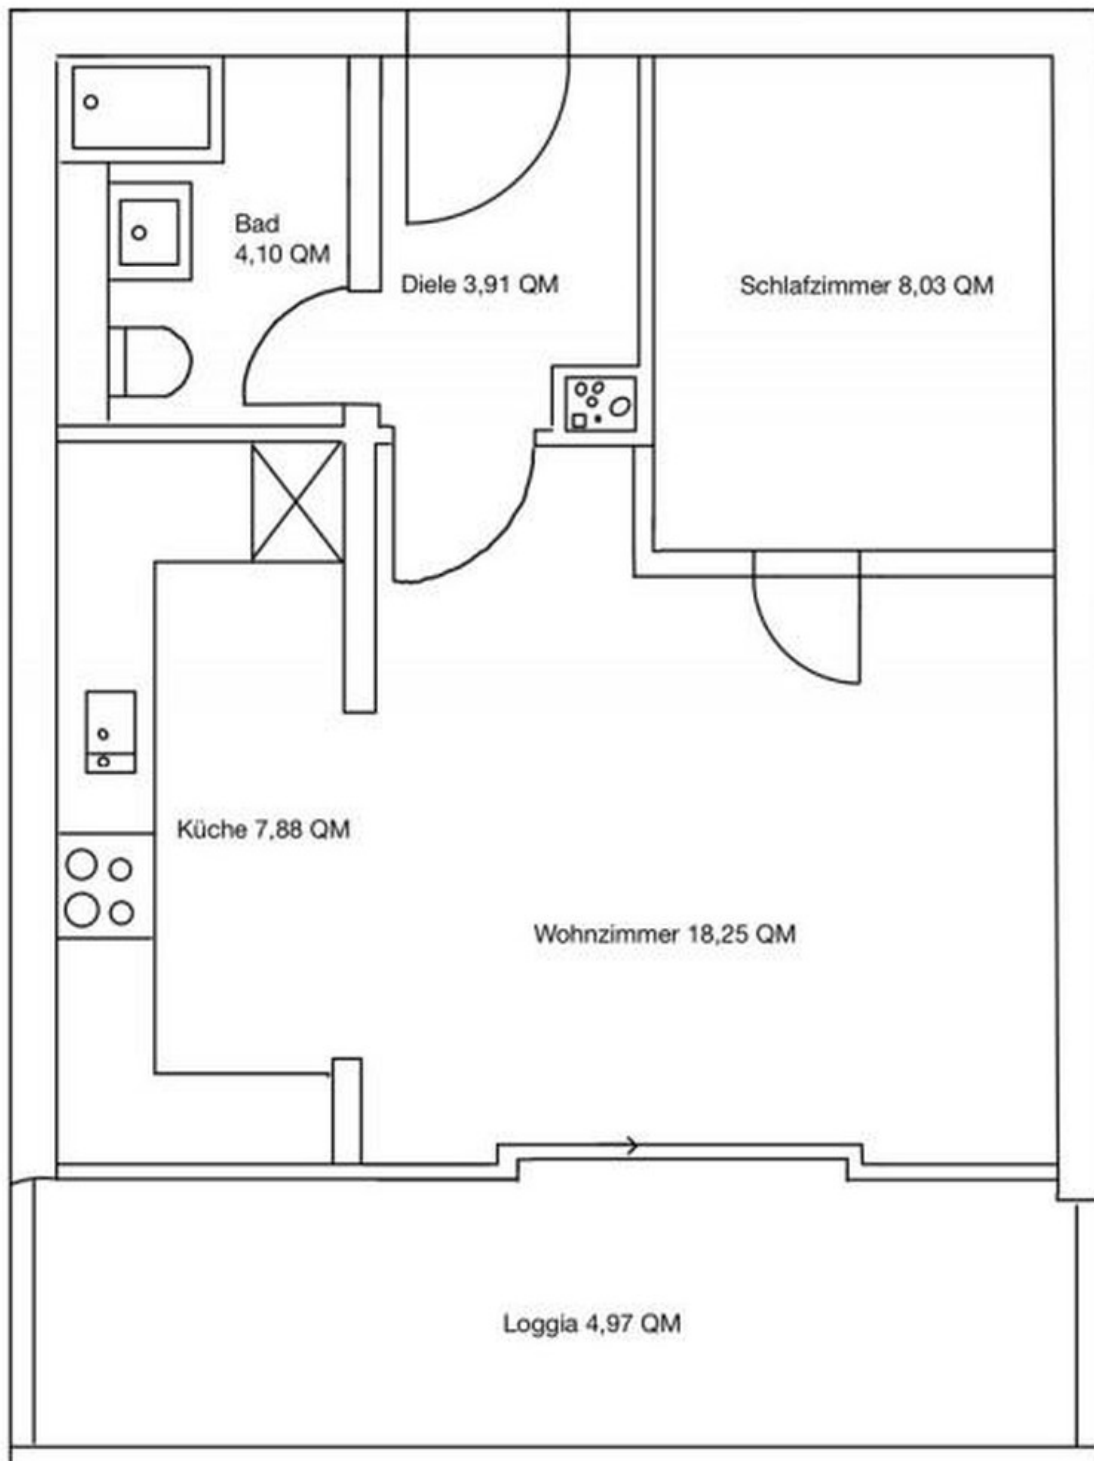 Bad
4,10 QM
Diele 3,91 QM
Schlafzimmer 8,03 QM
Küche 7,88 QM
Wohnzimmer 18,25 QM
Loggia 4,97 QM